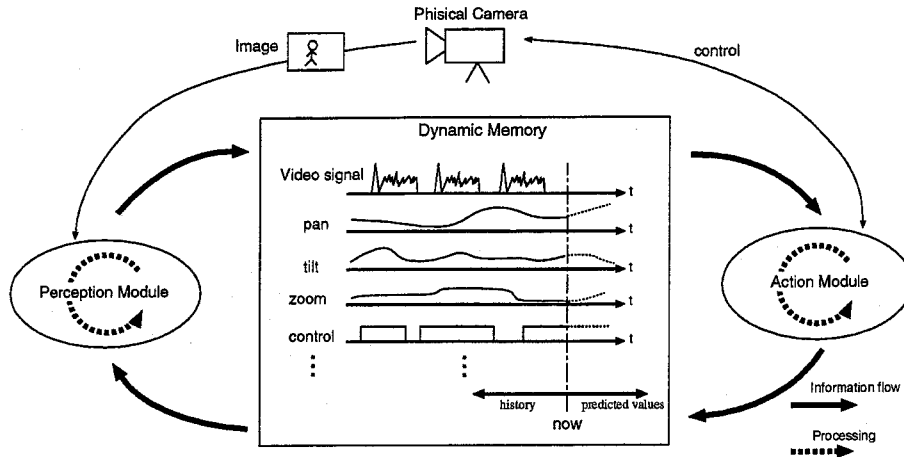 Phisical Camera
Image
control
Dynamic Memory
Video signal
t
pan
t
tilt
t
zoom
t
control
t
Perception Module
Action Module
history
predicted values
now
Information flow
Processing